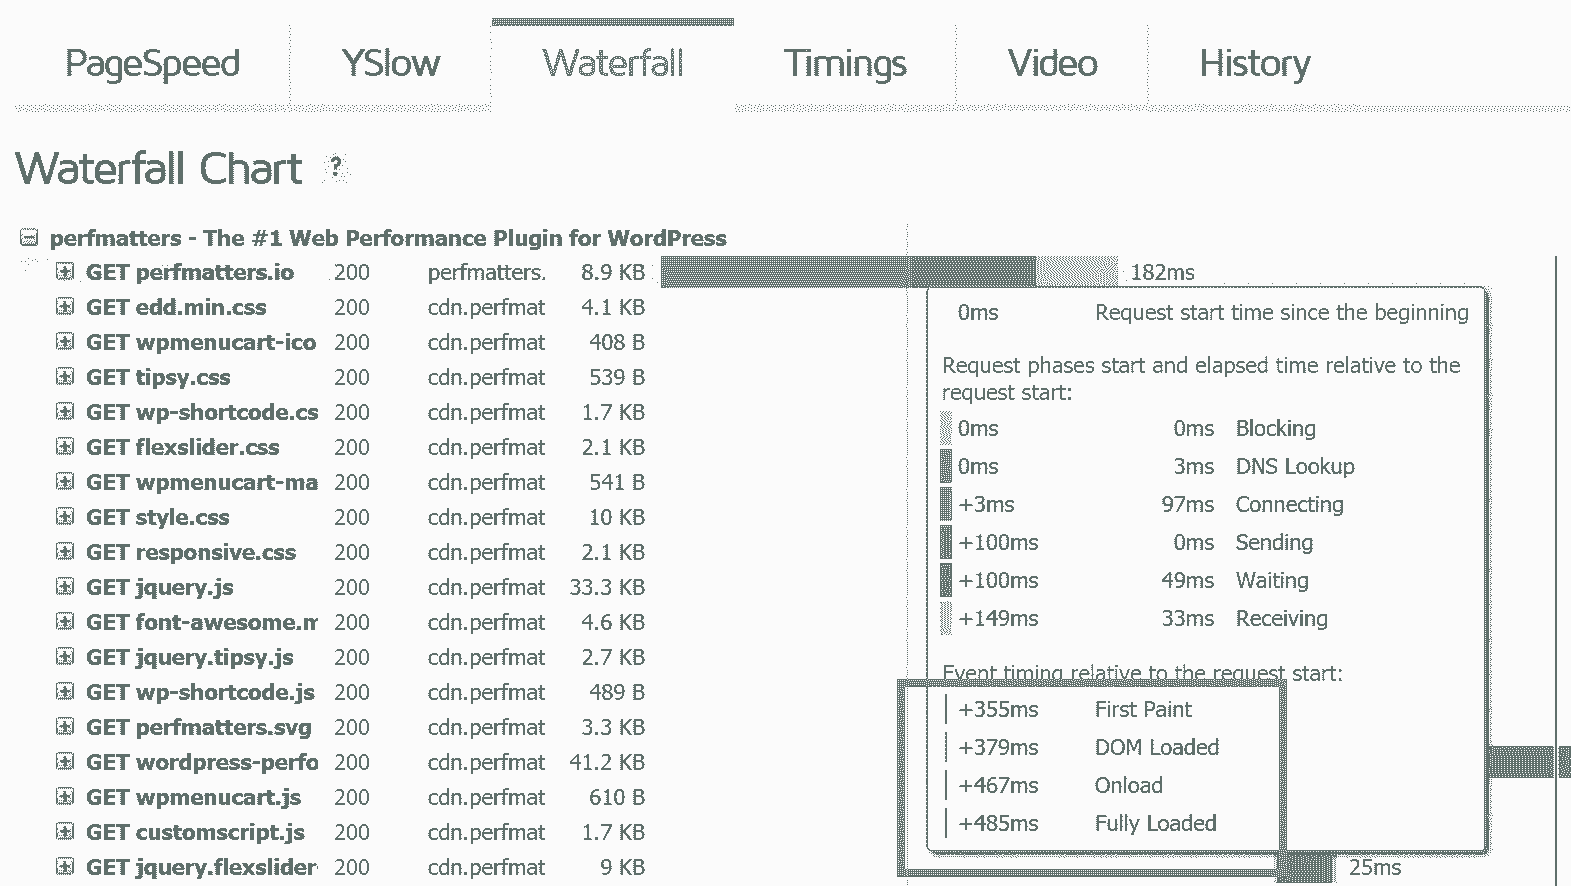 PageSpeed YSlow Waterfall Timings Video History
Waterfall Chart ?
perfmatters - The #1 Web Performance Plugin for WordPress
GET perfmatters.io 200 perfmatters. 8.9 KB 182ms
GET edd.min.css 200 cdn.perfmat 4.1 KB
GET wpmenucart-ico 200 cdn.perfmat 408 B
GET tipsy.css 200 cdn.perfmat 539 B
GET wp-shortcode.cs 200 cdn.perfmat 1.7 KB
GET flexslider.css 200 cdn.perfmat 2.1 KB
GET wpmenucart-ma 200 cdn.perfmat 541 B
GET style.css 200 cdn.perfmat 10 KB
GET responsive.css 200 cdn.perfmat 2.1 KB
GET jquery.js 200 cdn.perfmat 33.3 KB
GET font-awesome.m 200 cdn.perfmat 4.6 KB
GET jquery.tipsy.js 200 cdn.perfmat 2.7 KB
GET wp-shortcode.js 200 cdn.perfmat 489 B
GET perfmatters.svg 200 cdn.perfmat 3.3 KB
GET wordpress-perfo 200 cdn.perfmat 41.2 KB
GET wpmenucart.js 200 cdn.perfmat 610 B
GET customscript.js 200 cdn.perfmat 1.7 KB
GET jquery.flexslider 200 cdn.perfmat 9 KB 25ms
0ms Request start time since the beginning
Request phases start and elapsed time relative to the
request start:
0ms 0ms Blocking
0ms 3ms DNS Lookup
+3ms 97ms Connecting
+100ms 0ms Sending
+100ms 49ms Waiting
+149ms 33ms Receiving
Event timing relative to the request start:
+355ms First Paint
+379ms DOM Loaded
+467ms Onload
+485ms Fully Loaded